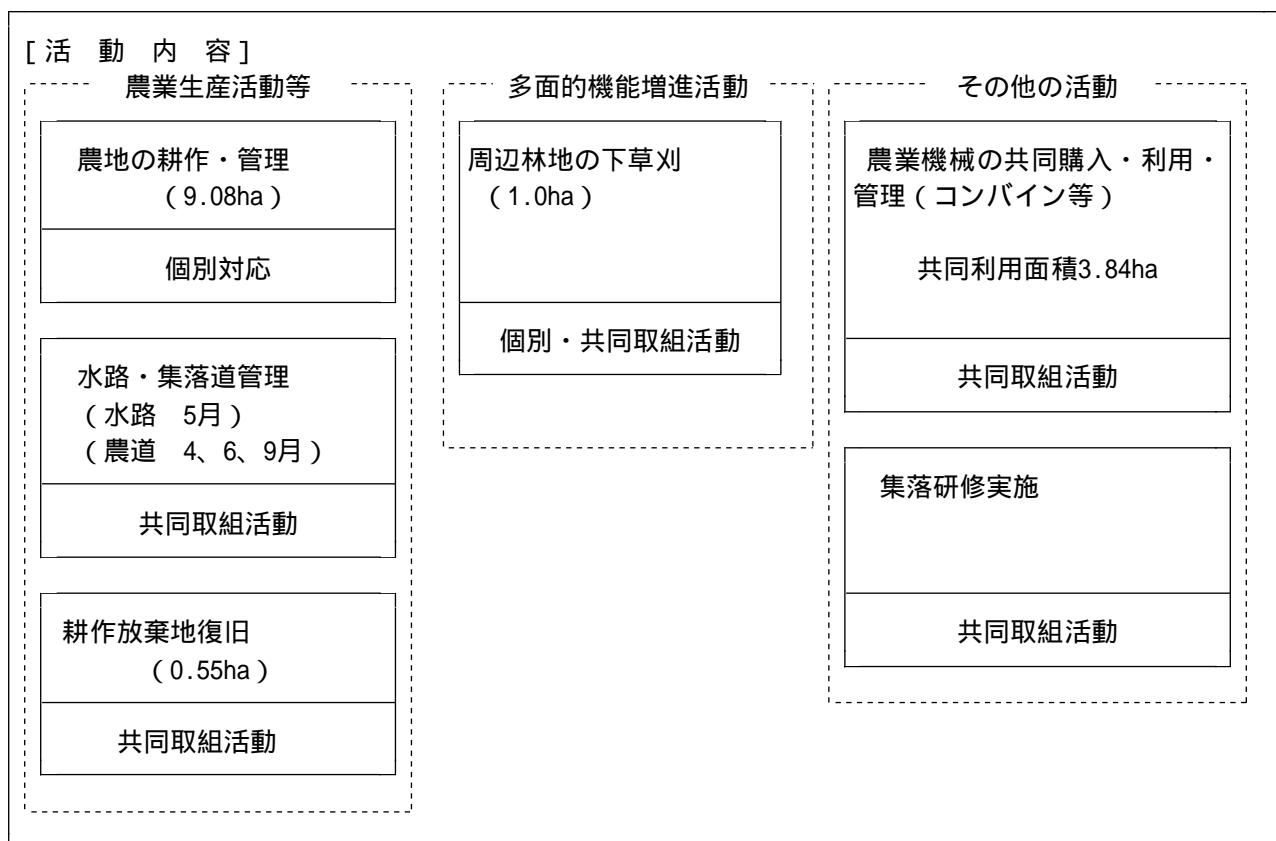 [活 動 内 容]
農業生産活動等
農地の耕作・管理
（9.08ha）
個別対応
水路・集落道管理
（水路 5月）
（農道 4、6、9月）
共同取組活動
耕作放棄地復旧
（0.55ha）
共同取組活動
多面的機能増進活動
周辺林地の下草刈
（1.0ha）
個別・共同取組活動
その他の活動
農業機械の共同購入・利用・
管理（コンバイン等）
共同利用面積3.84ha
共同取組活動
集落研修実施
共同取組活動